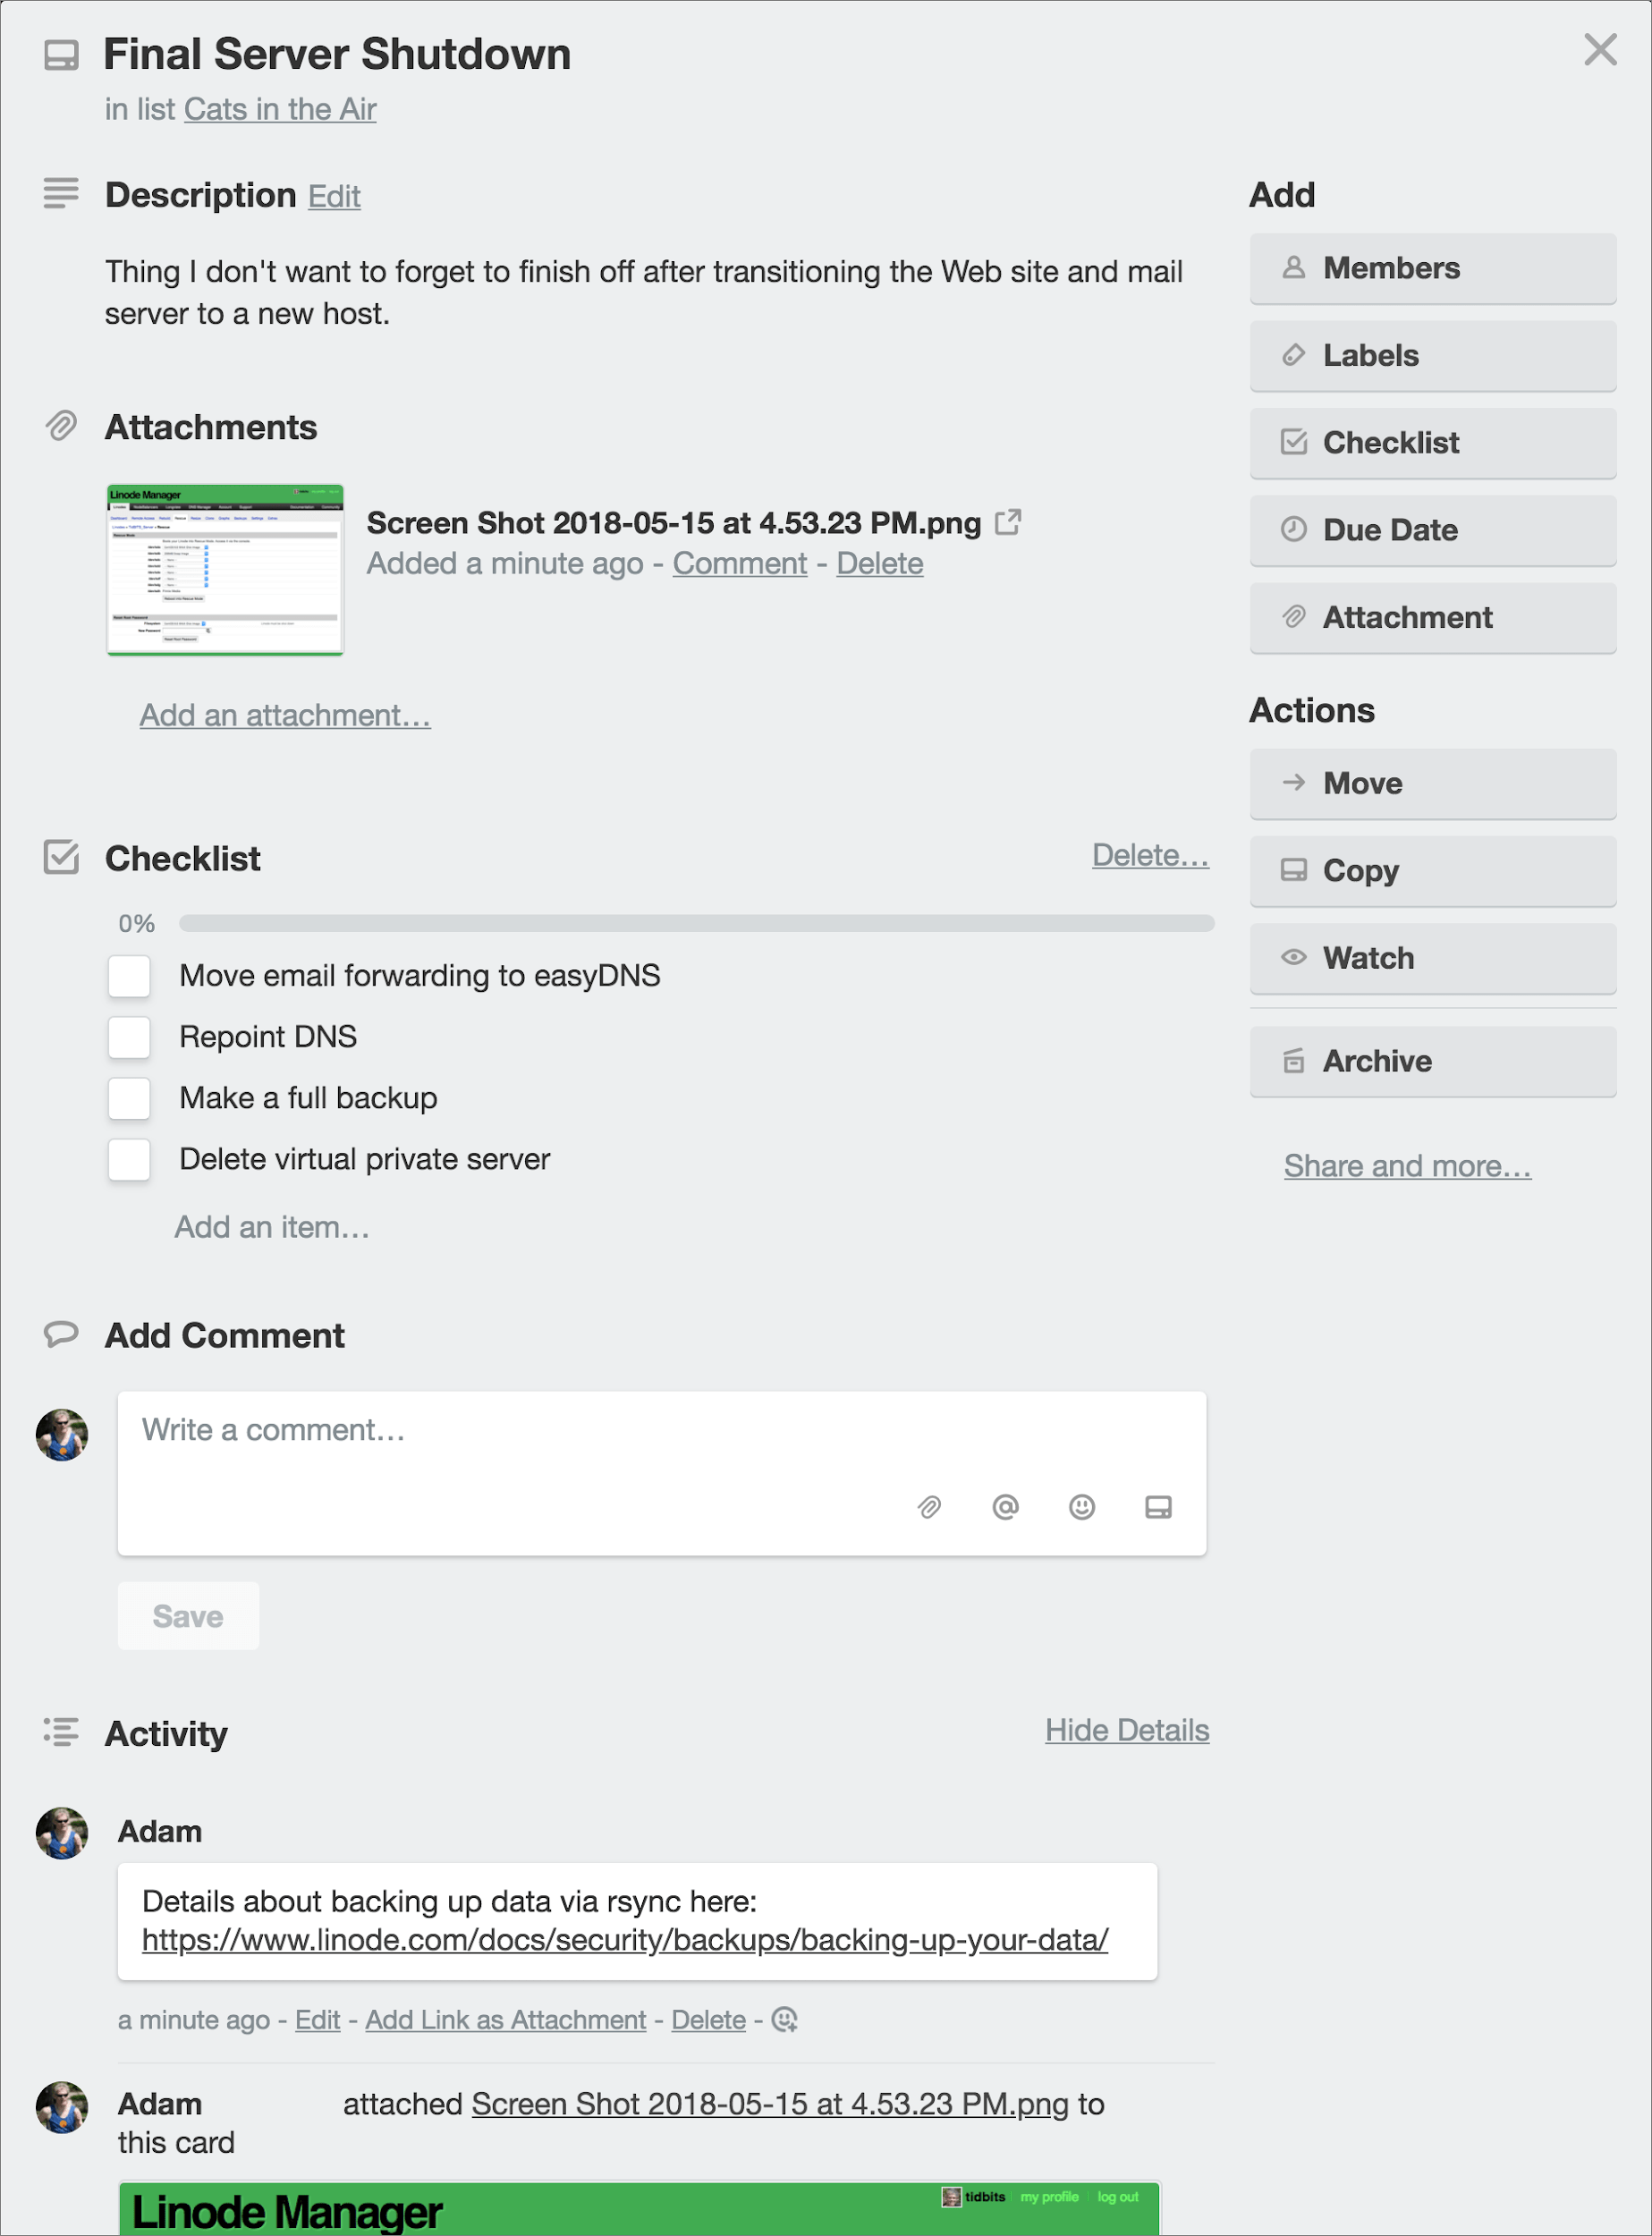 Final Server Shutdown
in list Cats in the Air
Description Edit
Thing I don't want to forget to finish off after transitioning the Web site and mail
server to a new host.
Attachments
Linode Manager
Screen Shot 2018-05-15 at 4.53.23 PM.png
Added a minute ago - Comment - Delete
Add an attachment…
Checklist
Delete…
0%
Move email forwarding to easyDNS
Repoint DNS
Make a full backup
Delete virtual private server
Add an item…
Add Comment
Write a comment…
Save
Activity
Hide Details
Adam
Details about backing up data via rsync here:
https://www.linode.com/docs/security/backups/backing-up-your-data/
a minute ago - Edit - Add Link as Attachment - Delete -
Adam attached Screen Shot 2018-05-15 at 4.53.23 PM.png to
this card
Linode Manager
tidbits my profile log out
Add
Members
Labels
Checklist
Due Date
Attachment
Actions
Move
Copy
Watch
Archive
Share and more…